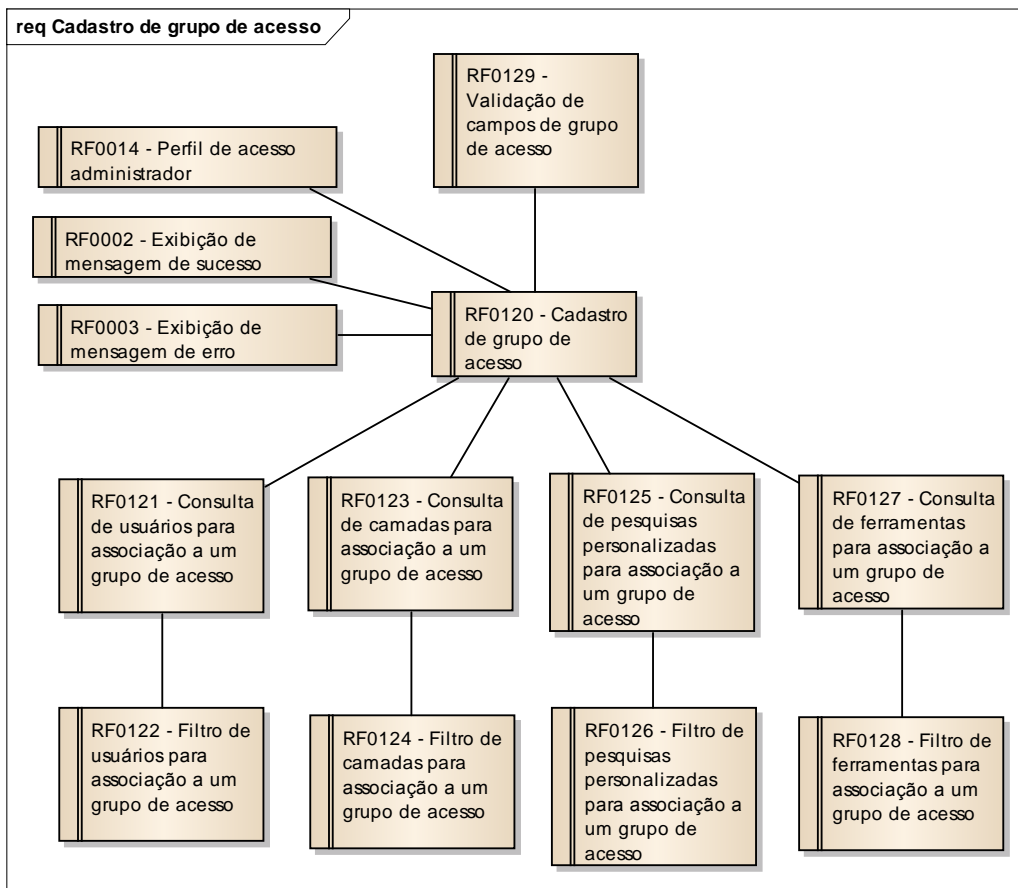 req Cadastro de grupo de acesso
RF0129 -
Validação de
campos de grupo
de acesso
RF0014 - Perfil de acesso
administrador
RF0002 - Exibição de
mensagem de sucesso
RF0003 - Exibição de
mensagem de erro
RF0120 - Cadastro
de grupo de
acesso
RF0121 - Consulta
de usuários para
associação a um
grupo de acesso
RF0123 - Consulta
de camadas para
associação a um
grupo de acesso
RF0125 - Consulta
de pesquisas
personalizadas
para associação a
um grupo de
acesso
RF0127 - Consulta
de ferramentas
para associação a
um grupo de
acesso
RF0122 - Filtro de
usuários para
associação a um
grupo de acesso
RF0124 - Filtro de
camadas para
associação a um
grupo de acesso
RF0126 - Filtro de
pesquisas
personalizadas
para associação a
um grupo de
acesso
RF0128 - Filtro de
ferramentas para
associação a um
grupo de acesso